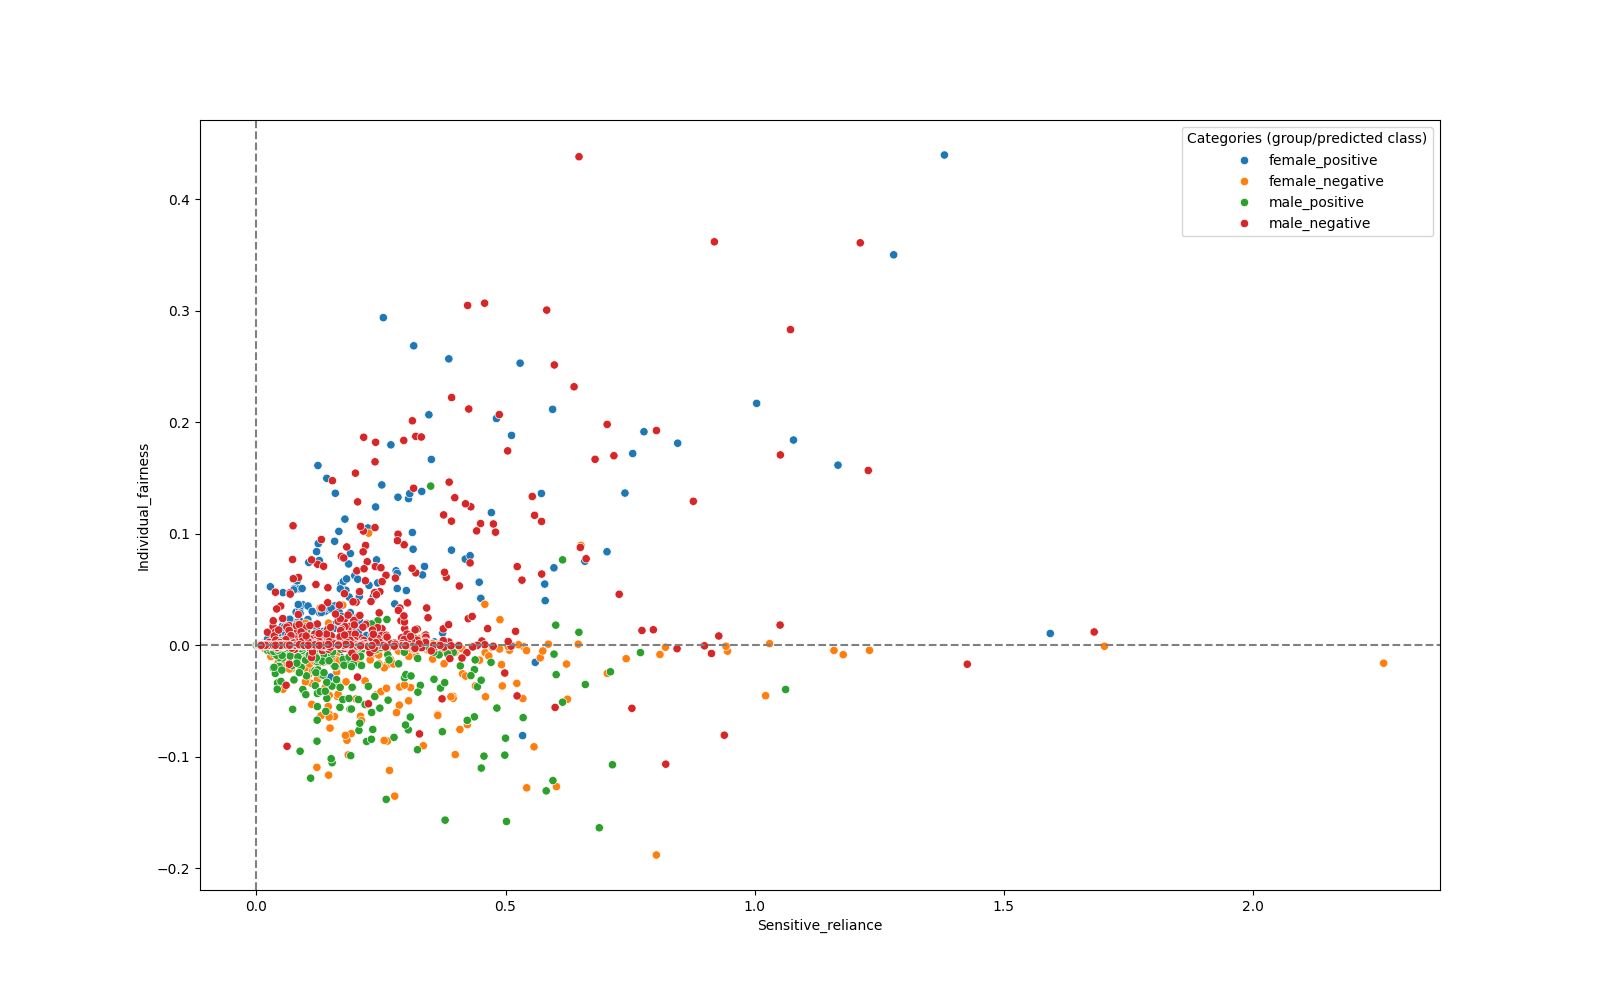 Categories (group/predicted class)
female_positive
female_negative
male_positive
male_negative
0.4
0.3
0.2
0.1
0.0
−0.1
−0.2
Individual_fairness
0.0
0.5
1.0
1.5
2.0
Sensitive_reliance